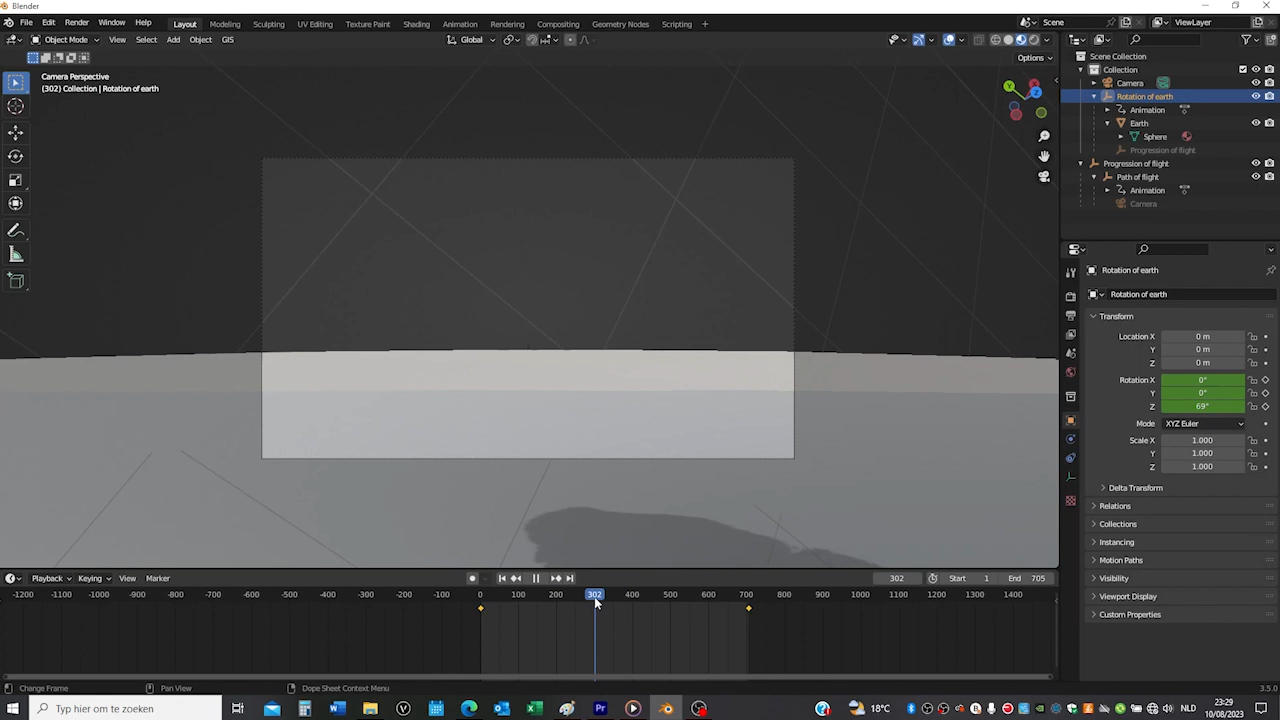 Blender
File Edit Render Window Help Layout Modeling Sculpting UV Editing Texture Paint Shading Animation Rendering Compositing Geometry Nodes Scripting + Scene ViewLayer
Object Mode View Select Add Object GIS Global
Options
Camera Perspective
(302) Collection | Rotation of earth
Scene Collection
Collection
Camera
Rotation of earth
Animation
Earth
Sphere
Progression of flight
Progression of flight
Path of flight
Animation
Camera
Rotation of earth
Rotation of earth
Transform
Location X 0 m
Y 0 m
Z 0 m
Rotation X 0°
Y 0°
Z 69°
Mode XYZ Euler
Scale X 1.000
Y 1.000
Z 1.000
Delta Transform
Relations
Collections
Instancing
Motion Paths
Visibility
Viewport Display
Custom Properties
Playback Keying View Marker 302 Start 1 End 705
-1200 -1100 -1000 -900 -800 -700 -600 -500 -400 -300 -200 -100 0 100 200 302 400 500 600 700 800 900 1000 1100 1200 1300 1400
Change Frame Pan View Dope Sheet Context Menu 3.5.0
Typ hier om te zoeken 18°C NLD 23:29
10/08/2023